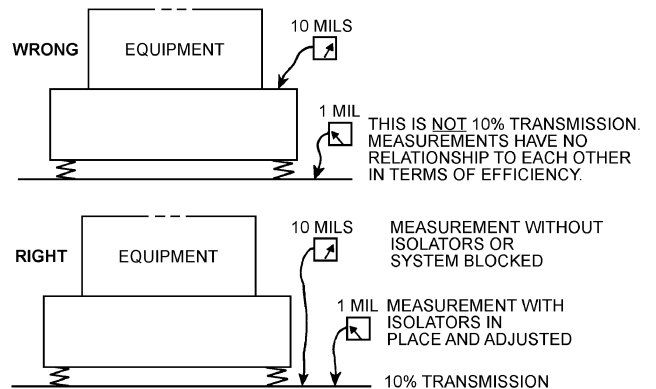 10 MILS
WRONG
EQUIPMENT
1 MIL
THIS IS NOT 10% TRANSMISSION.
MEASUREMENTS HAVE NO
RELATIONSHIP TO EACH OTHER
IN TERMS OF EFFICIENCY.
10 MILS
MEASUREMENT WITHOUT
ISOLATORS OR
SYSTEM BLOCKED
RIGHT
EQUIPMENT
1 MIL
MEASUREMENT WITH
ISOLATORS IN
PLACE AND ADJUSTED
10% TRANSMISSION